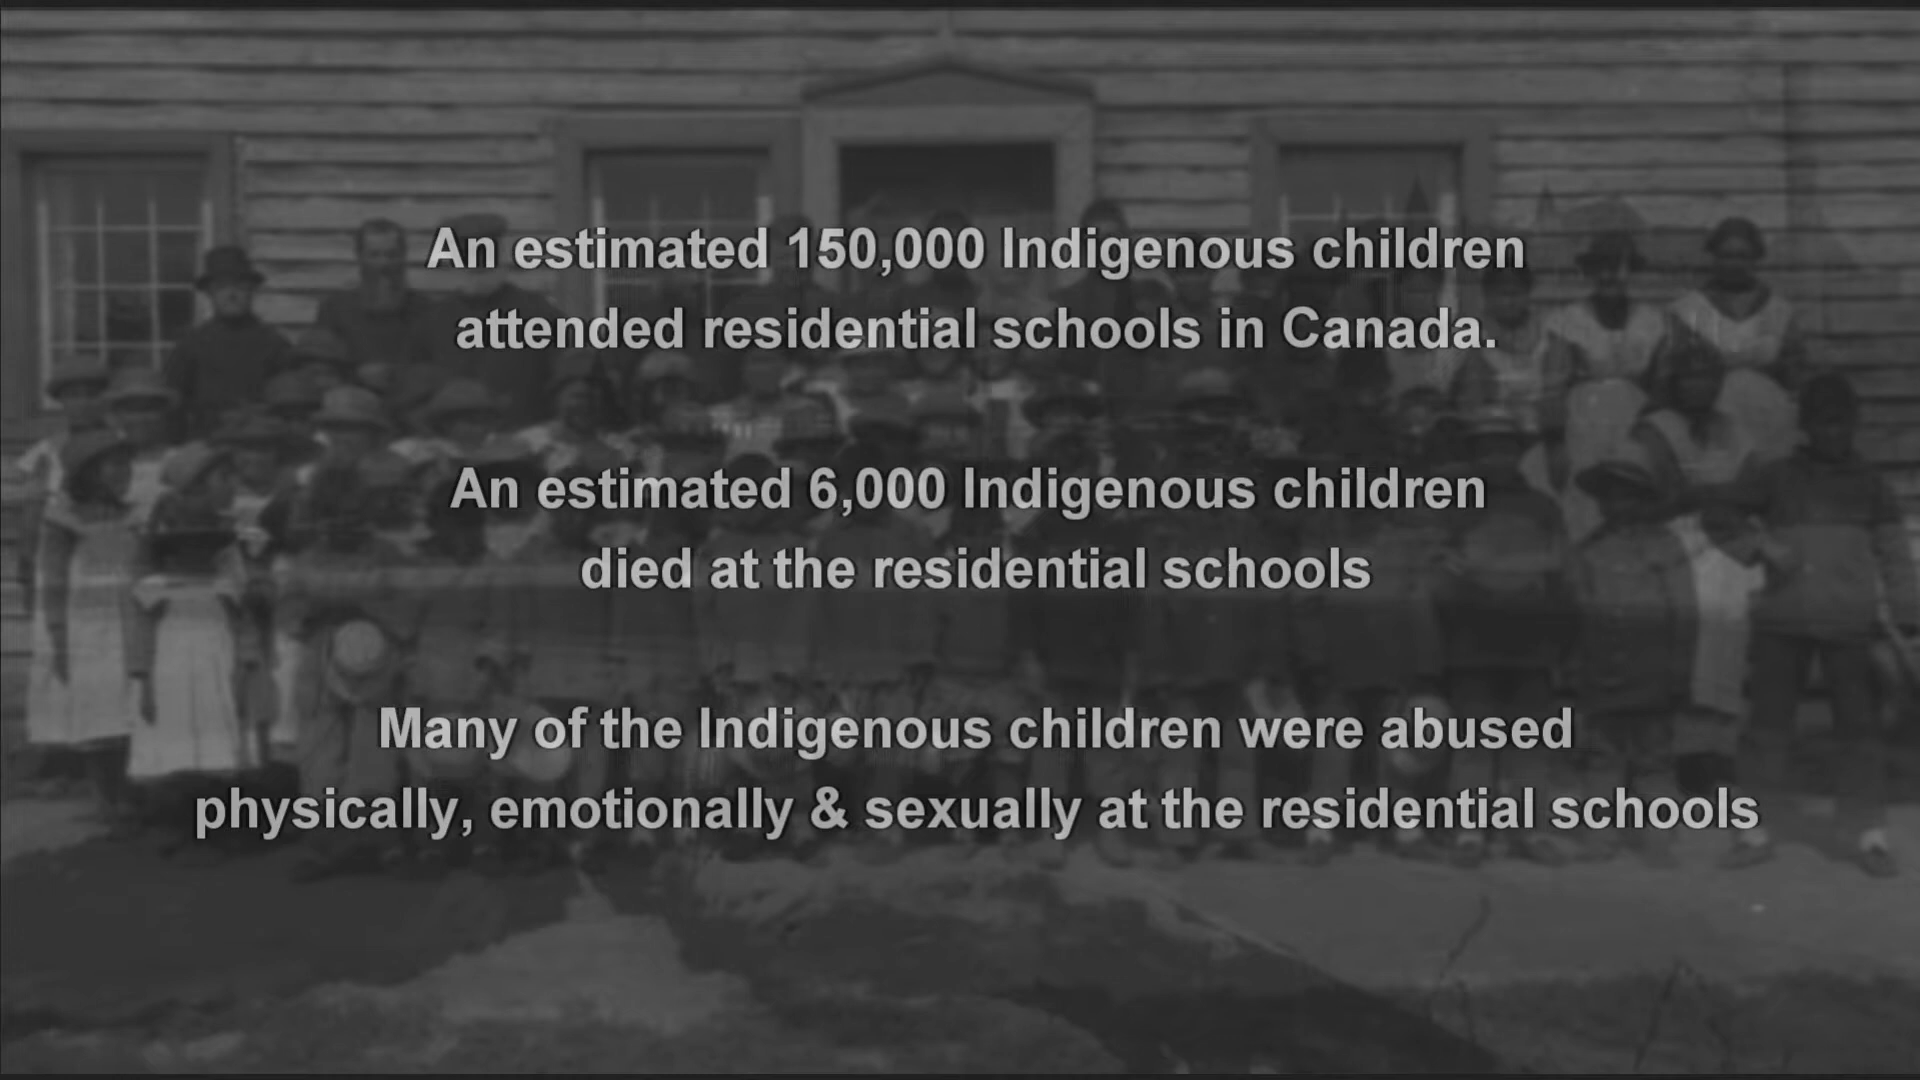 An estimated 150,000 Indigenous children
attended residential schools in Canada.
An estimated 6,000 Indigenous children
died at the residential schools
Many of the Indigenous children were abused
physically, emotionally & sexually at the residential schools